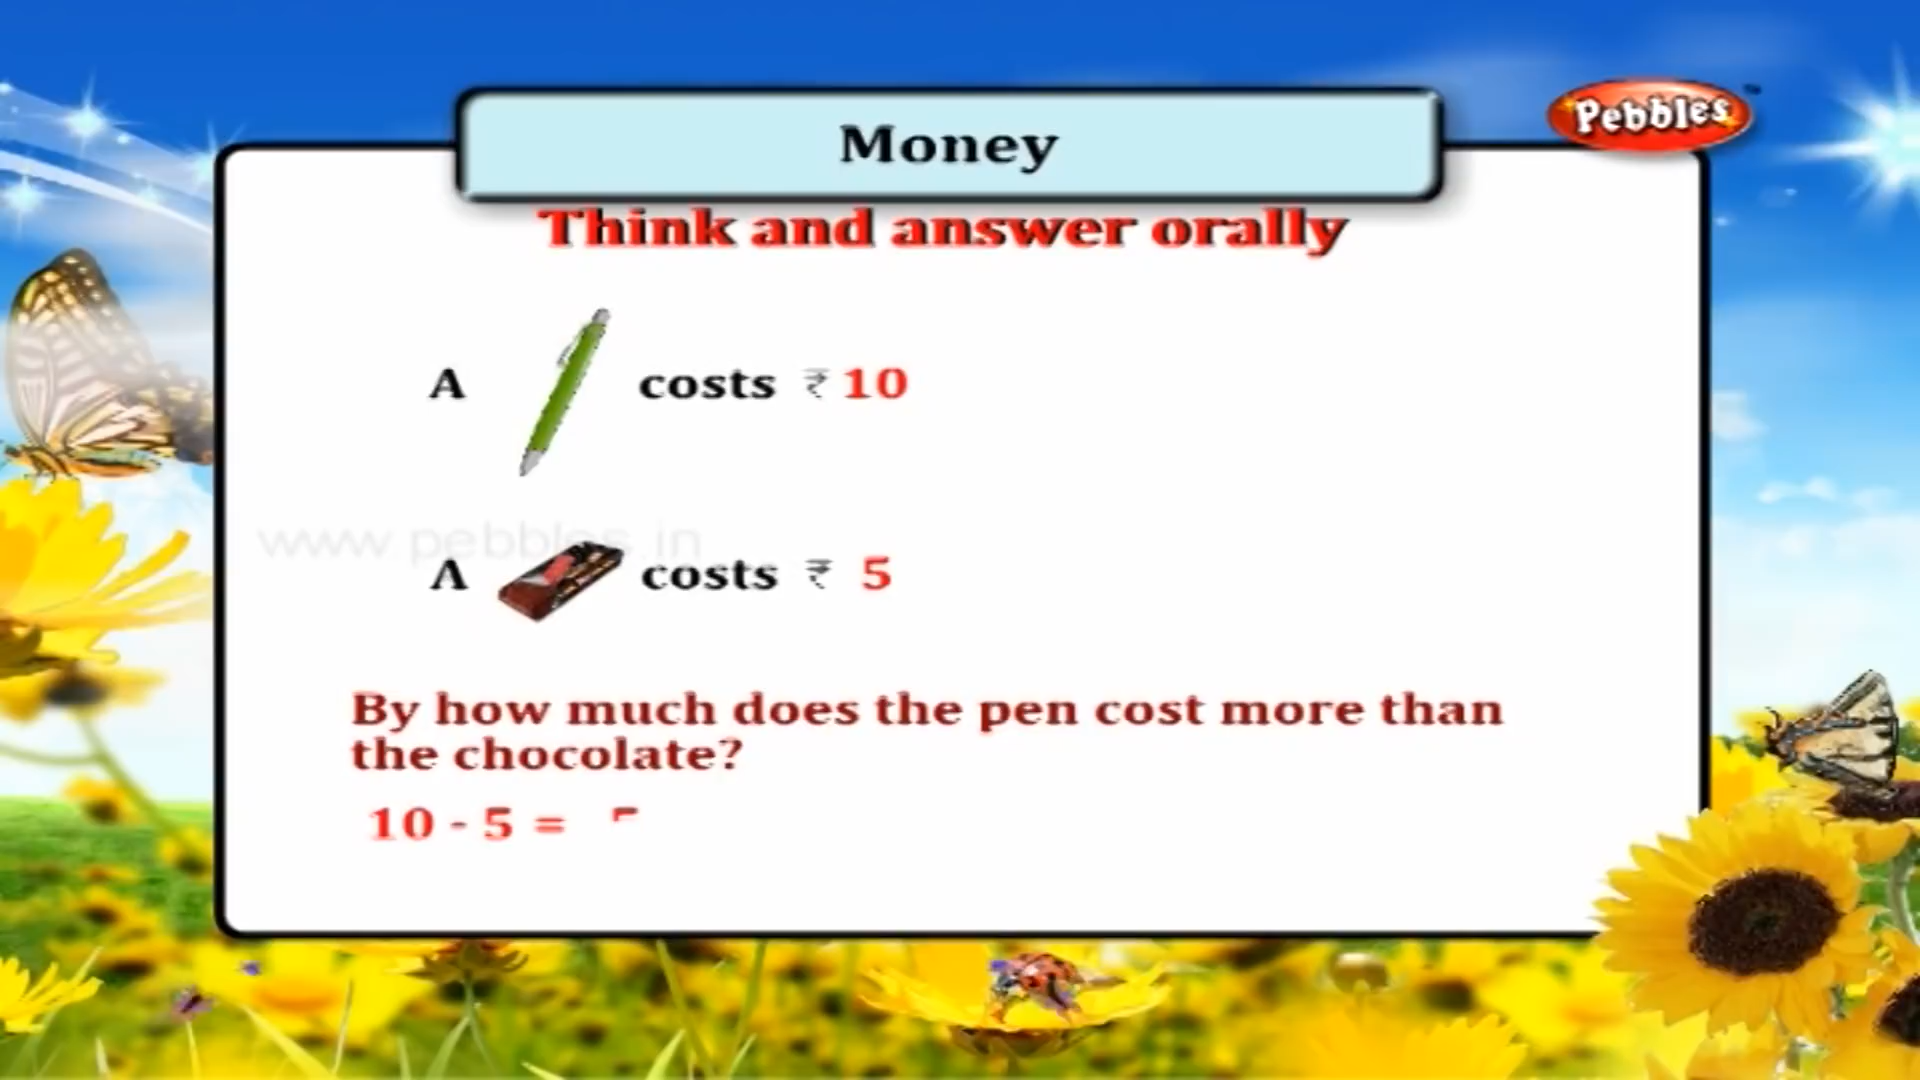 Money
Pebbles
Think and answer orally
A costs ₹ 10
www.pebbles.in
A costs ₹ 5
By how much does the pen cost more than
the chocolate?
10 - 5 =